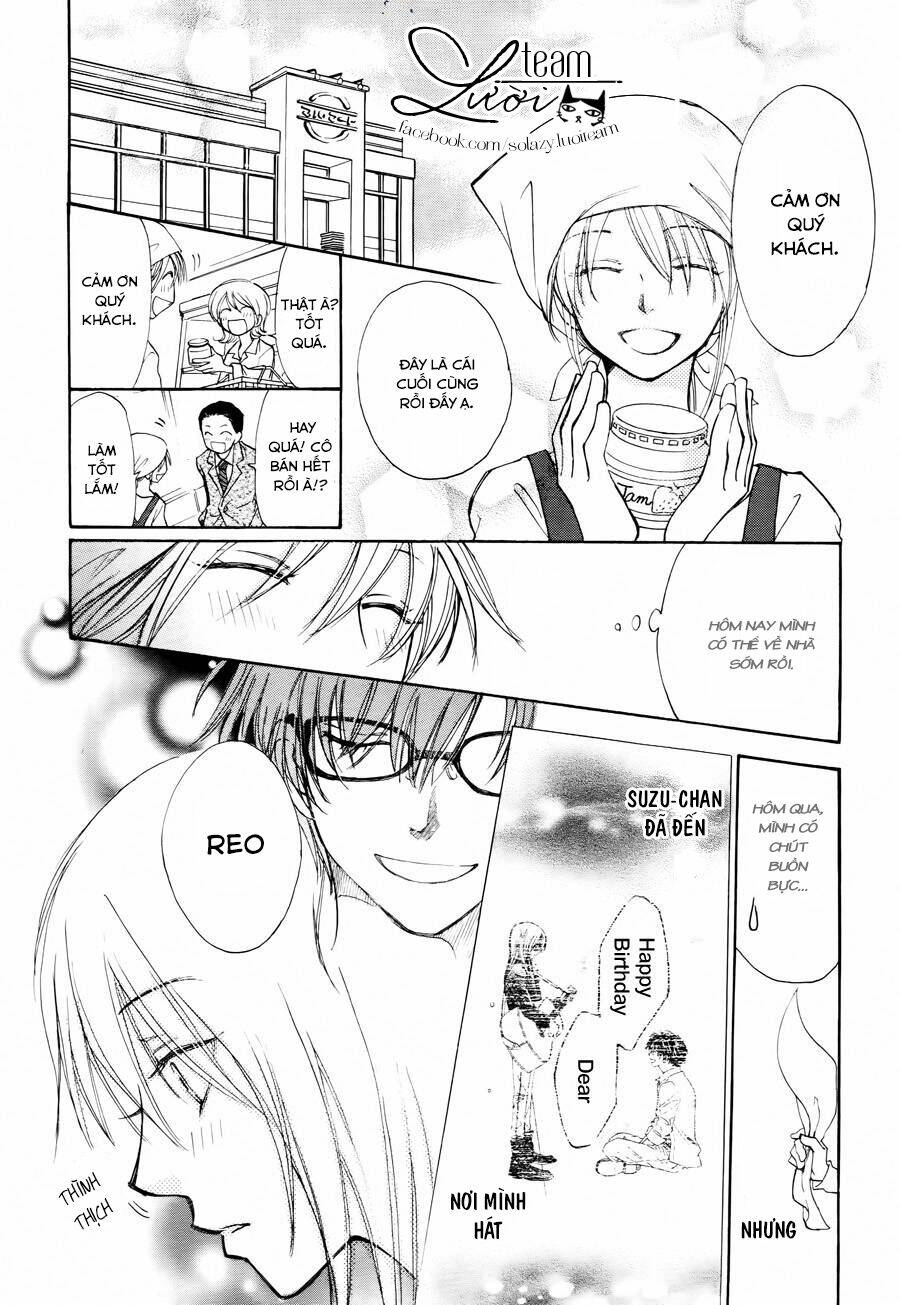 team
Lười
facebook.com/solazy.luoiteam
CẢM ƠN
QUÝ
KHÁCH.
ĐÂY LÀ CÁI
CUỐI CÙNG
RỒI ĐẤY Ạ.
Jam
THẬT À?
TỐT
QUÁ.
CẢM ƠN
QUÝ
KHÁCH.
HAY
QUÁ! CÔ
BÁN HẾT
RỒI À!?
LÀM
TỐT
LẮM!
HÔM NAY MÌNH
CÓ THỂ VỀ NHÀ
SỚM RỒI.
HÔM QUA,
MÌNH CÓ
CHÚT
BUỒN
BỰC...
NHƯNG
SUZU-CHAN
ĐÃ ĐẾN
Happy
Birthday
Dear
NƠI MÌNH
HÁT
REO
THÌNH
THỊCH